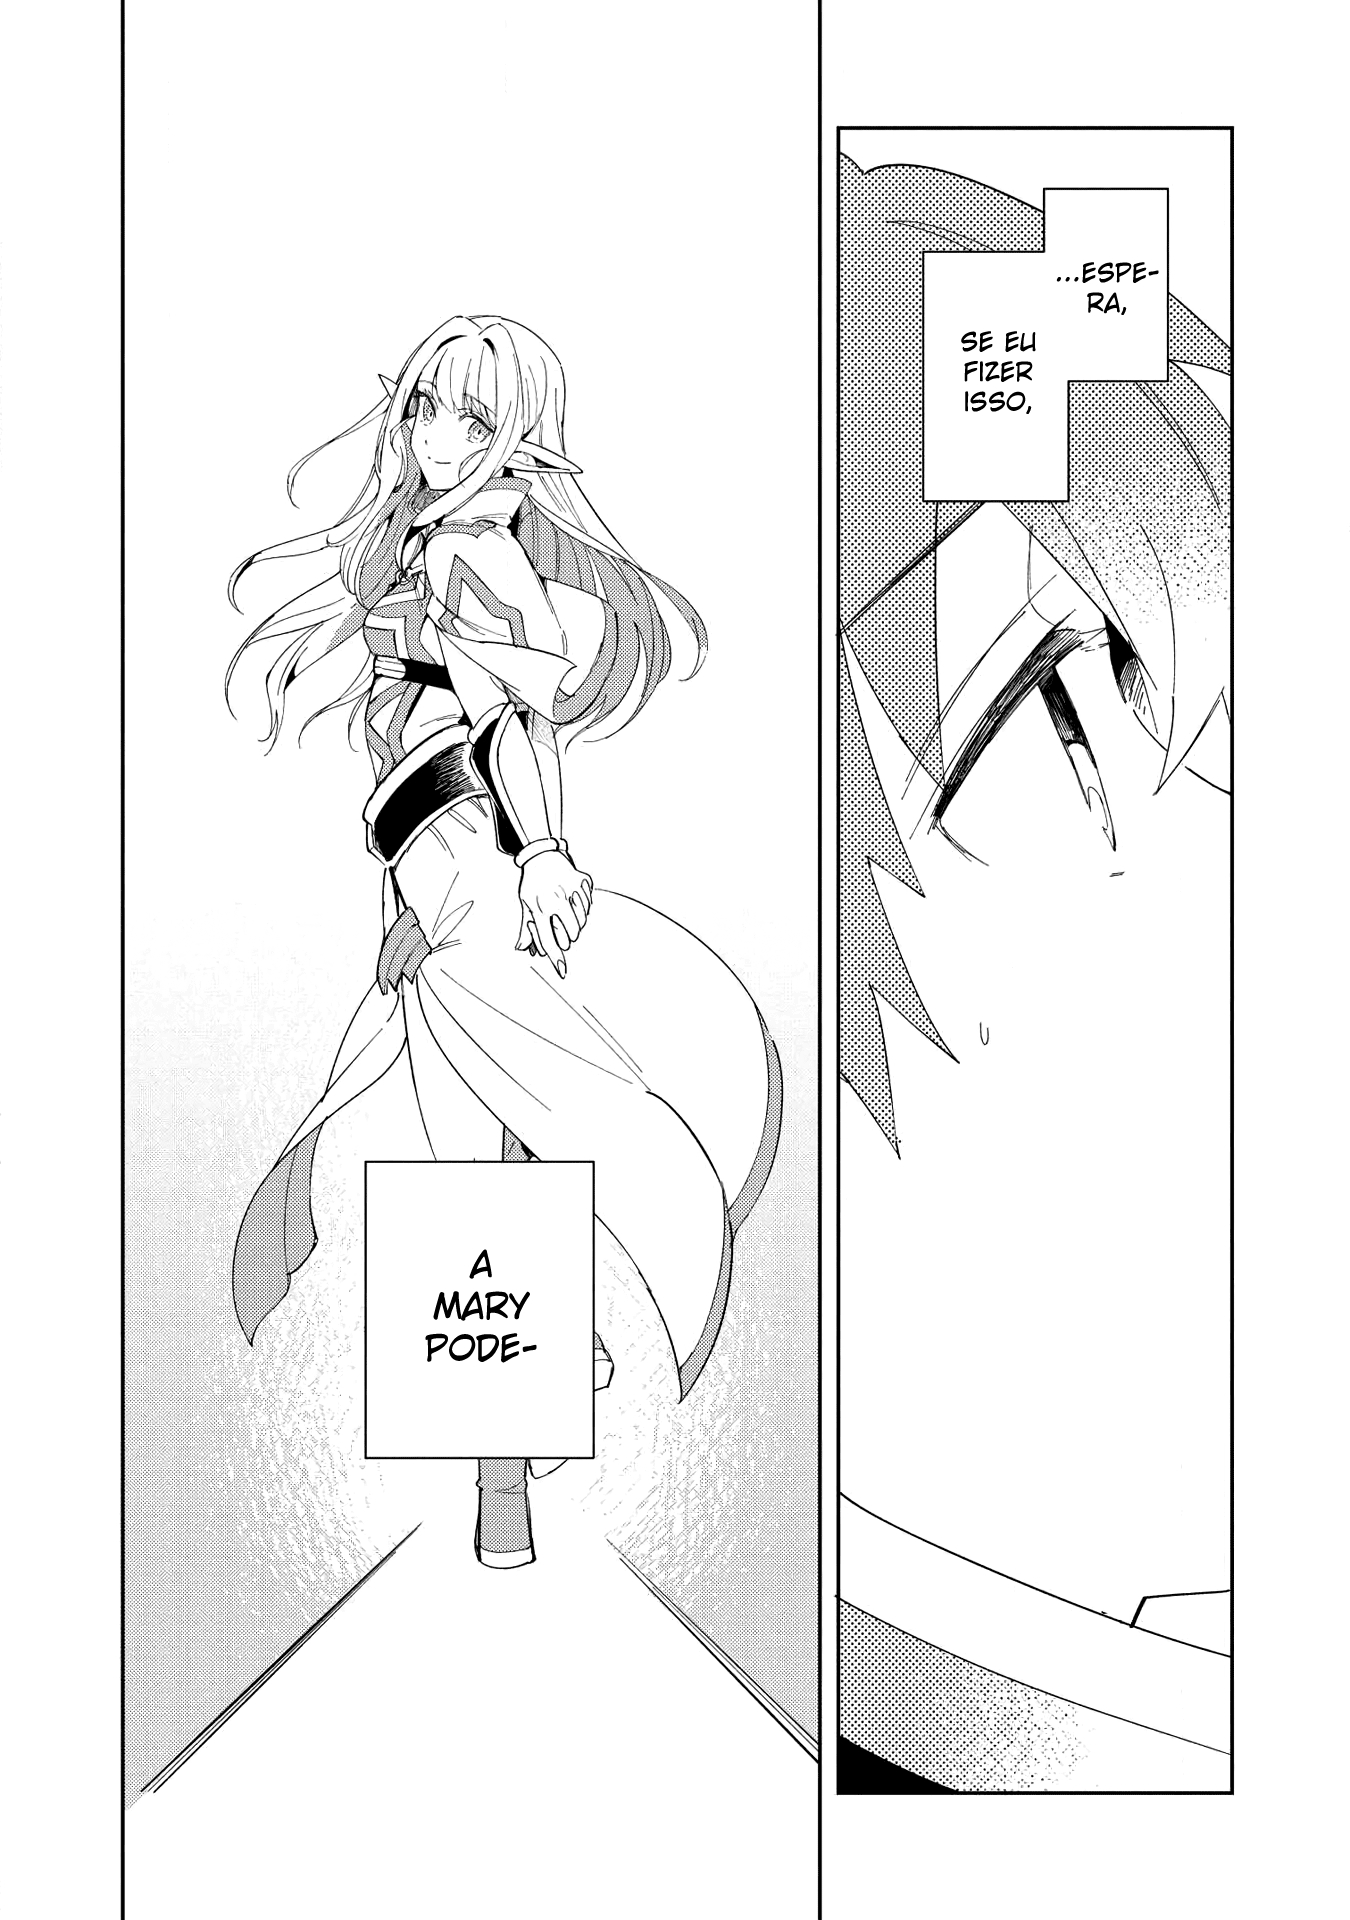 ...ESPE-
RA,
SE EU
FIZER
ISSO,
A
MARY
PODE-